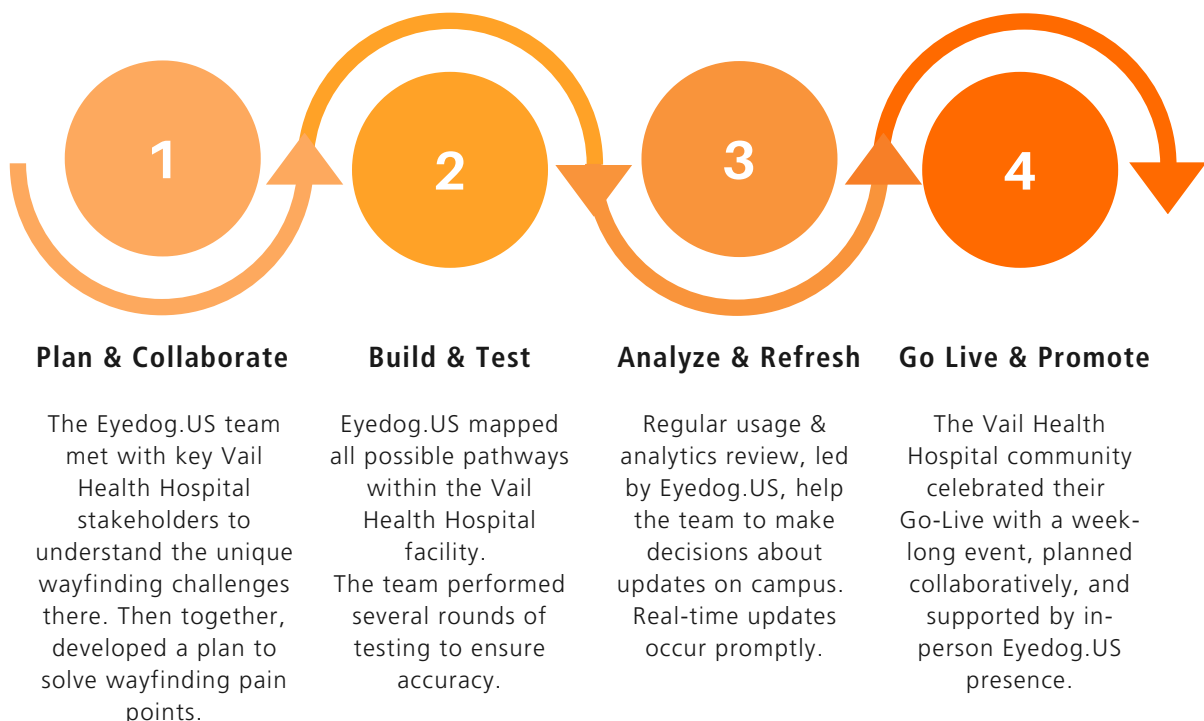 1
2
3
4
Plan & Collaborate
The Eyedog.US team
met with key Vail
Health Hospital
stakeholders to
understand the unique
wayfinding challenges
there. Then together,
developed a plan to
solve wayfinding pain
points.
Build & Test
Eyedog.US mapped
all possible pathways
within the Vail
Health Hospital
facility.
The team performed
several rounds of
testing to ensure
accuracy.
Analyze & Refresh
Regular usage &
analytics review, led
by Eyedog.US, help
the team to make
decisions about
updates on campus.
Real-time updates
occur promptly.
Go Live & Promote
The Vail Health
Hospital community
celebrated their
Go-Live with a week-
long event, planned
collaboratively, and
supported by in-
person Eyedog.US
presence.